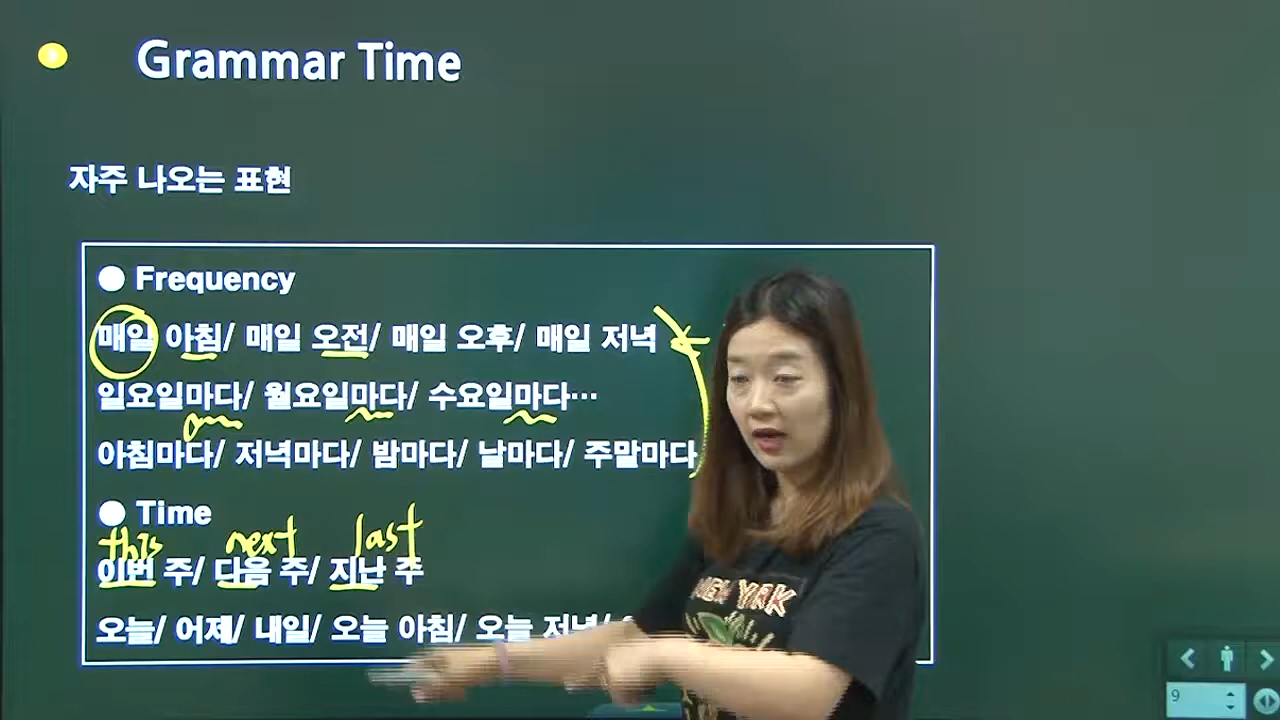 Grammar Time
자주 나오는 표현
● Frequency
매일 아침/ 매일 오전/ 매일 오후/ 매일 저녁
일요일마다/ 월요일마다/ 수요일마다…
아침마다/ 저녁마다/ 밤마다/ 날마다/ 주말마다
● Time
this next last
이번 주/ 다음 주/ 지난 주
오늘/ 어제/ 내일/ 오늘 아침/ 오늘 저녁/
NEW YORK
9